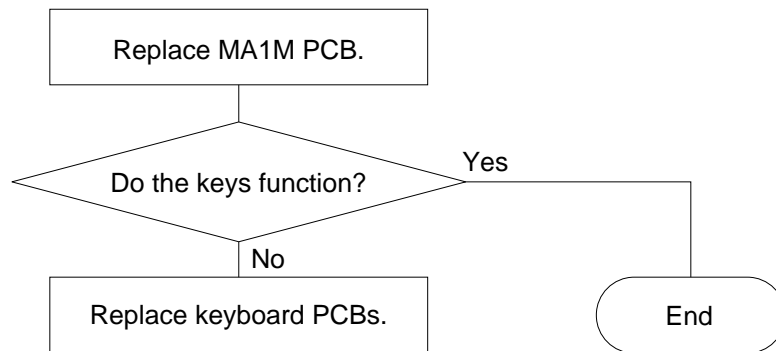 Replace MA1M PCB.
Do the keys function?
Yes
No
Replace keyboard PCBs.
End